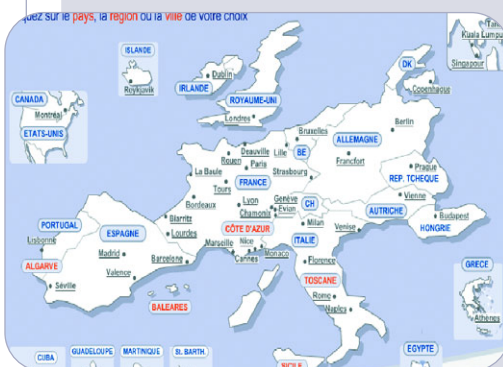 quez sur le pays, la région ou la ville de votre choix
ISLANDE
Reykjavik
Kuala Lumpu
Singapour
CANADA
Montréal
ETATS-UNIS
Dublin
IRLANDE
ROYAUME-UNI
Londres
DK
Copenhague
Berlin
Bruxelles
ALLEMAGNE
Deauville
Lille
BE
Rouen
Paris
Francfort
La Baule
Strasbourg
Prague
REP. TCHEQUE
Tours
FRANCE
Vienne
Lyon
Genève
CH
Bordeaux
Chamonix
Evian
AUTRICHE
Budapest
Biarritz
Milan
HONGRIE
PORTUGAL
ESPAGNE
Lourdes
CÔTE D'AZUR
Venise
Lisbonne
Marseille
Nice
ITALIE
Madrid
Barcelone
Cannes
Monaco
Florence
ALGARVE
Valence
TOSCANE
GRECE
Séville
BALEARES
Rome
Naples
Athènes
CUBA
GUADELOUPE
MARTINIQUE
St. BARTH.
EGYPTE
SICILE